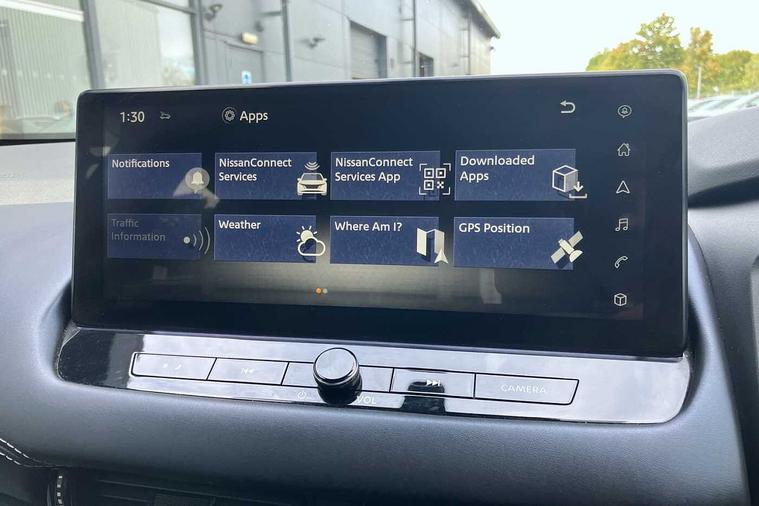 1:30
Apps
Notifications
NissanConnect
Services
NissanConnect
Services App
Downloaded
Apps
Traffic
Information
Weather
Where Am I?
GPS Position
VOL
CAMERA